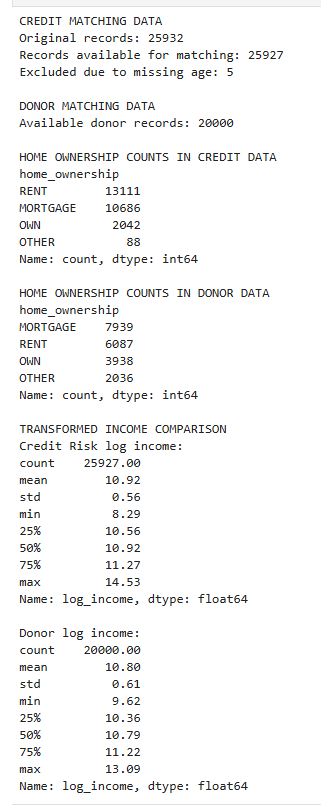 CREDIT MATCHING DATA
Original records: 25932
Records available for matching: 25927
Excluded due to missing age: 5

DONOR MATCHING DATA
Available donor records: 20000

HOME OWNERSHIP COUNTS IN CREDIT DATA
home_ownership
RENT        13111
MORTGAGE    10686
OWN          2042
OTHER          88
Name: count, dtype: int64

HOME OWNERSHIP COUNTS IN DONOR DATA
home_ownership
MORTGAGE    7939
RENT        6087
OWN         3938
OTHER       2036
Name: count, dtype: int64

TRANSFORMED INCOME COMPARISON
Credit Risk log income:
count    25927.00
mean        10.92
std          0.56
min          8.29
25%         10.56
50%         10.92
75%         11.27
max         14.53
Name: log_income, dtype: float64

Donor log income:
count    20000.00
mean        10.80
std          0.61
min          9.62
25%         10.36
50%         10.79
75%         11.22
max         13.09
Name: log_income, dtype: float64